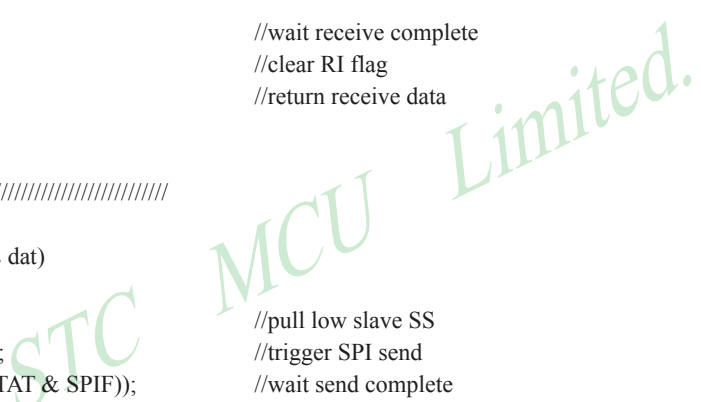 //wait receive complete
//clear RI flag
//return receive data
//////////////////////////
dat)
//pull low slave SS
; //trigger SPI send
TAT & SPIF)); //wait send complete
STC MCU Limited.